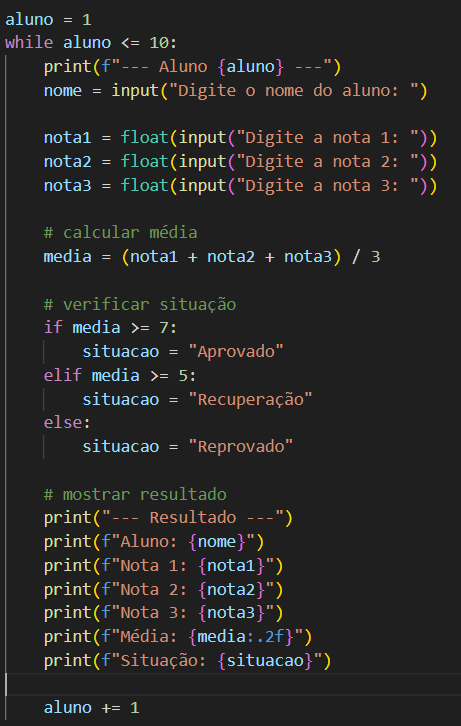 aluno = 1
while aluno <= 10:
    print(f"--- Aluno {aluno} ---")
    nome = input("Digite o nome do aluno: ")

    nota1 = float(input("Digite a nota 1: "))
    nota2 = float(input("Digite a nota 2: "))
    nota3 = float(input("Digite a nota 3: "))

    # calcular média
    media = (nota1 + nota2 + nota3) / 3

    # verificar situação
    if media >= 7:
        situacao = "Aprovado"
    elif media >= 5:
        situacao = "Recuperação"
    else:
        situacao = "Reprovado"

    # mostrar resultado
    print("--- Resultado ---")
    print(f"Aluno: {nome}")
    print(f"Nota 1: {nota1}")
    print(f"Nota 2: {nota2}")
    print(f"Nota 3: {nota3}")
    print(f"Média: {media:.2f}")
    print(f"Situação: {situacao}")

    aluno += 1